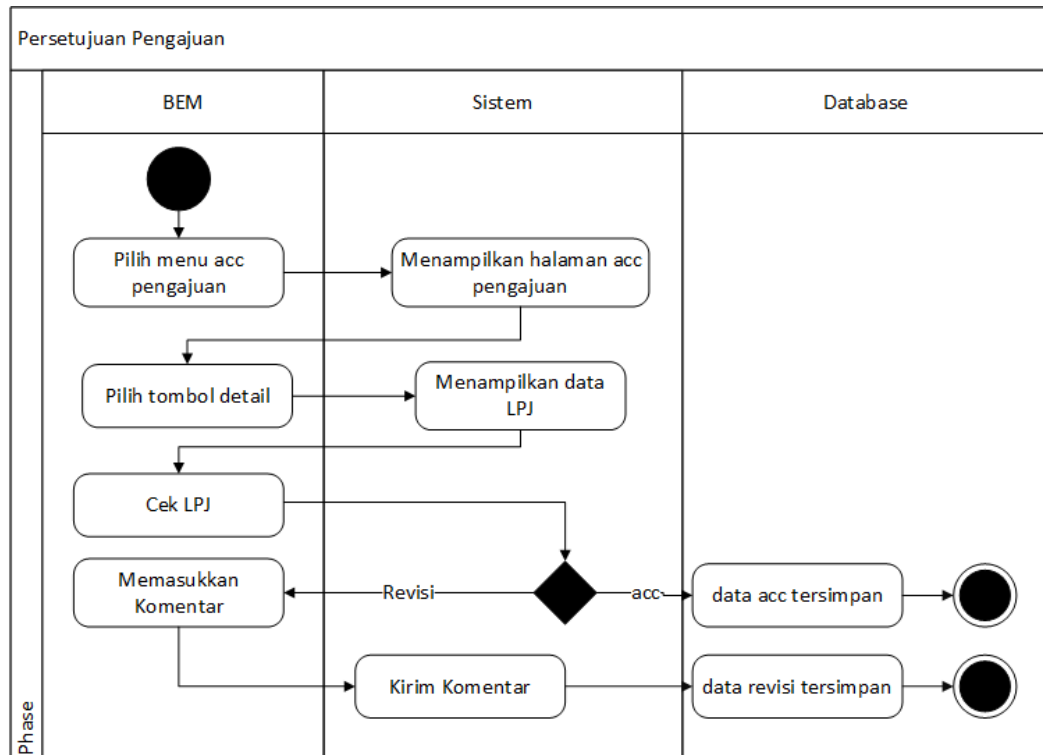 Persetujuan Pengajuan
BEM
Sistem
Database
Pilih menu acc
pengajuan
Menampilkan halaman acc
pengajuan
Pilih tombol detail
Menampilkan data
LPJ
Cek LPJ
Memasukkan
Komentar
Revisi
acc
data acc tersimpan
Kirim Komentar
data revisi tersimpan
Phase